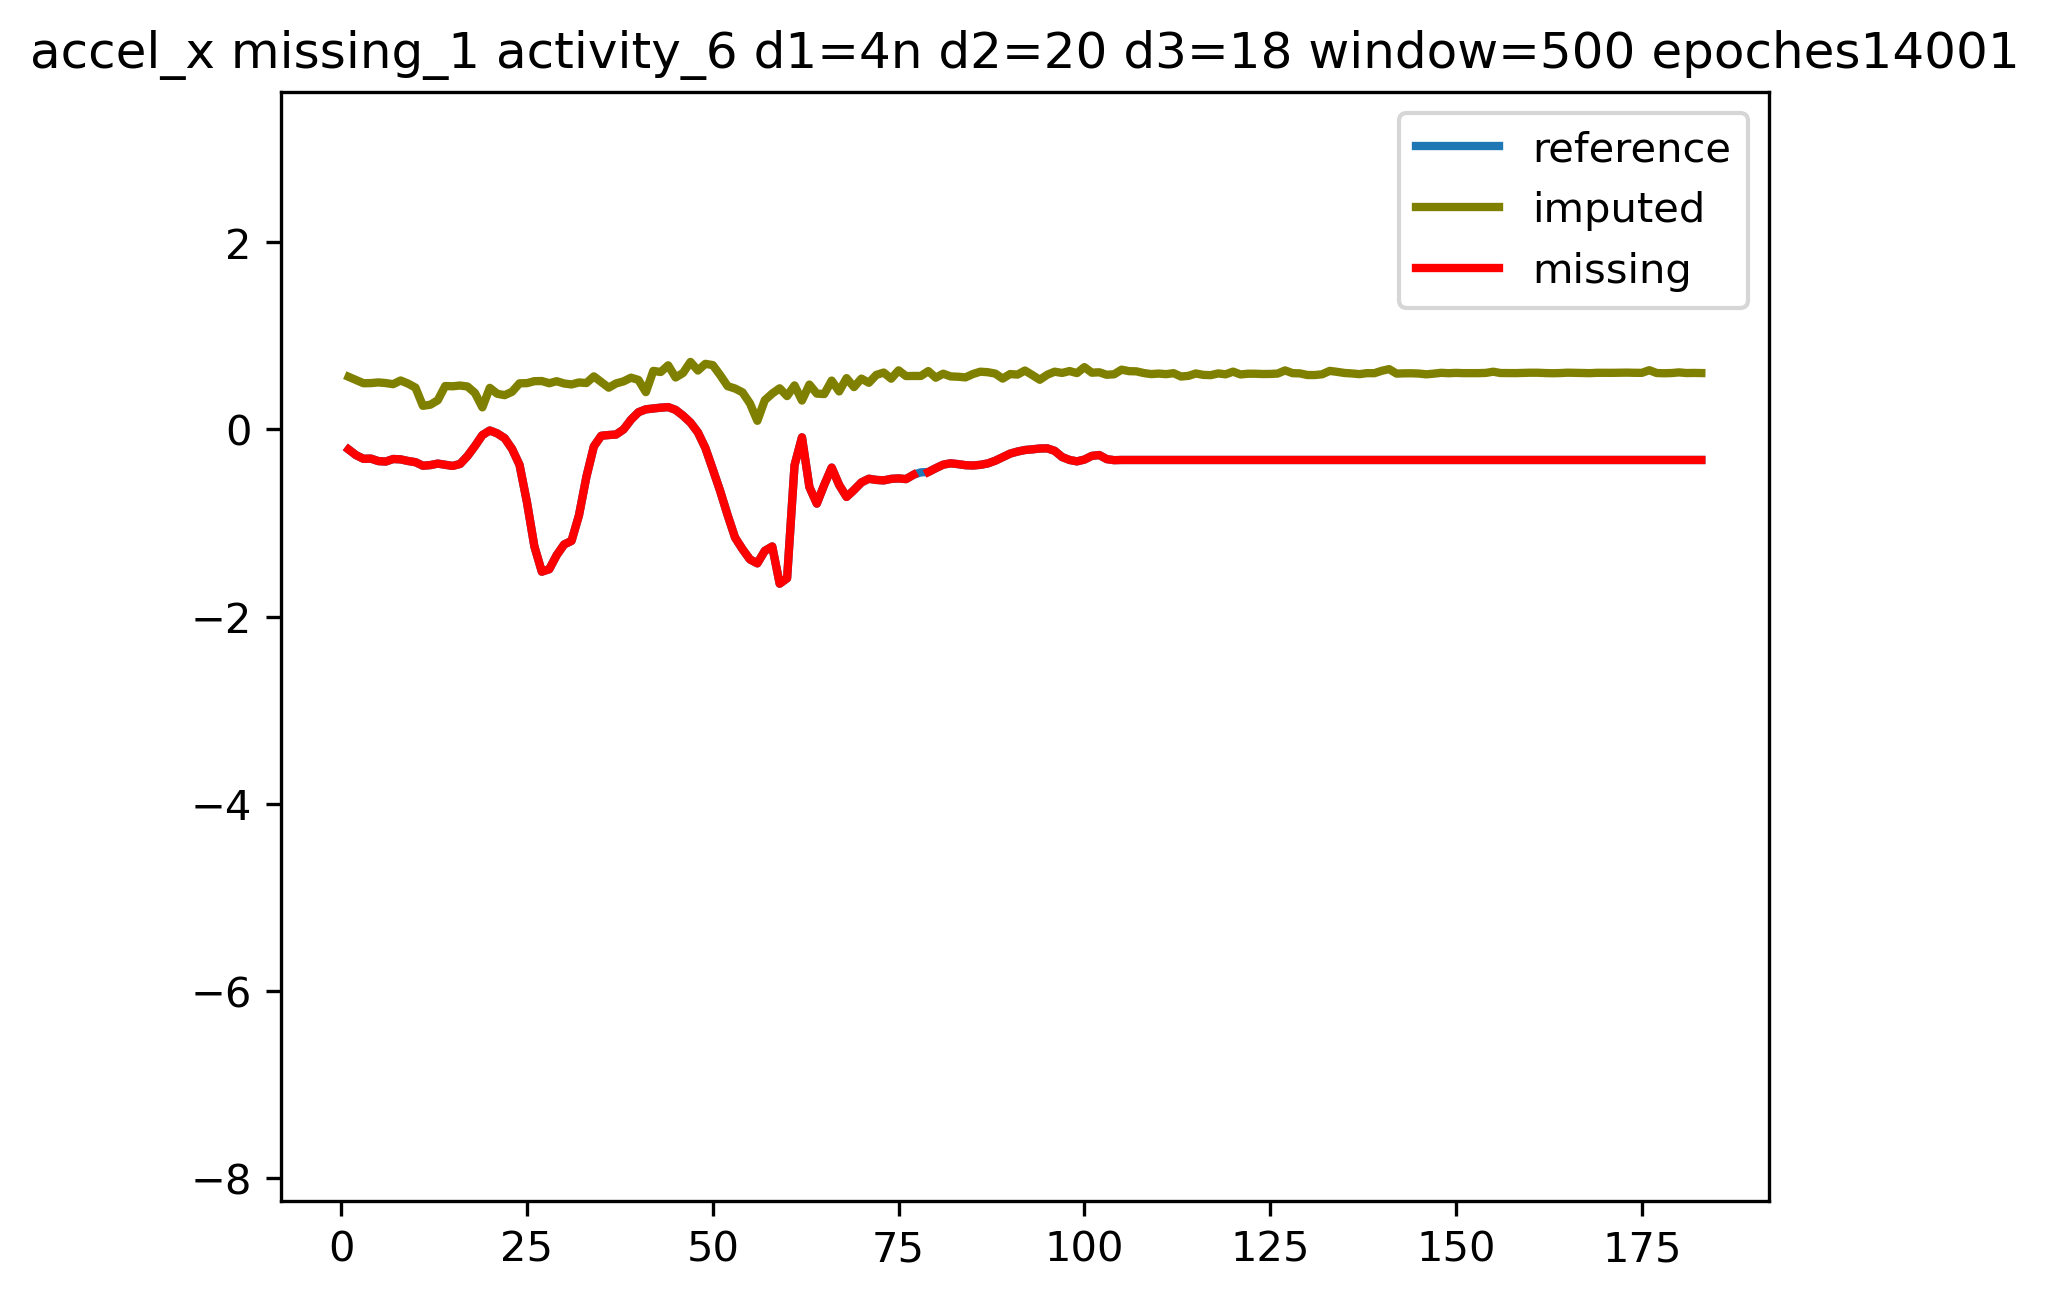 accel_x missing_1 activity_6 d1=4n d2=20 d3=18 window=500 epoches14001
reference
imputed
missing
2
0
−2
−4
−6
−8
0 25 50 75 100 125 150 175